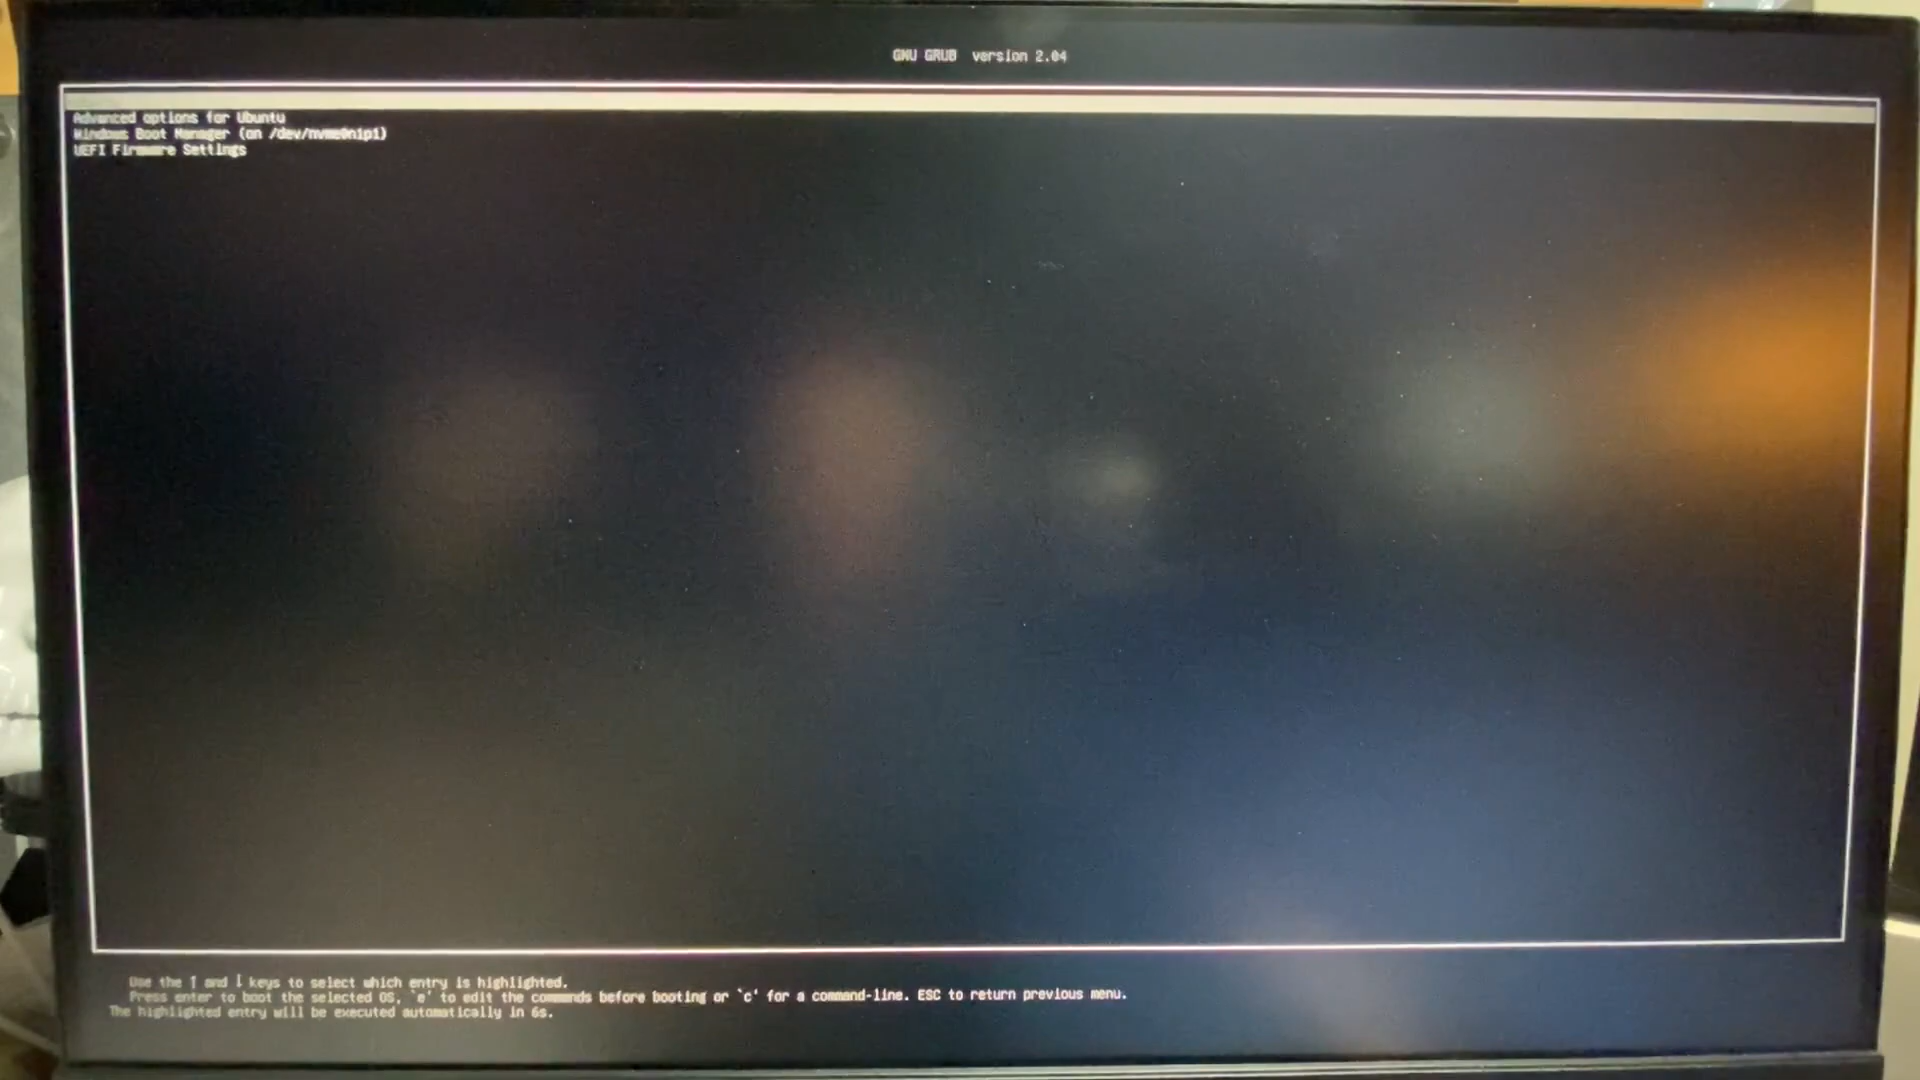 GNU GRUB version 2.04
Advanced options for Ubuntu
Windows Boot Manager (on /dev/nvme0n1p1)
UEFI Firmware Settings
Use the ↑ and ↓ keys to select which entry is highlighted.
Press enter to boot the selected OS, `e' to edit the commands before booting or `c' for a command-line. ESC to return previous menu.
The highlighted entry will be executed automatically in 6s.